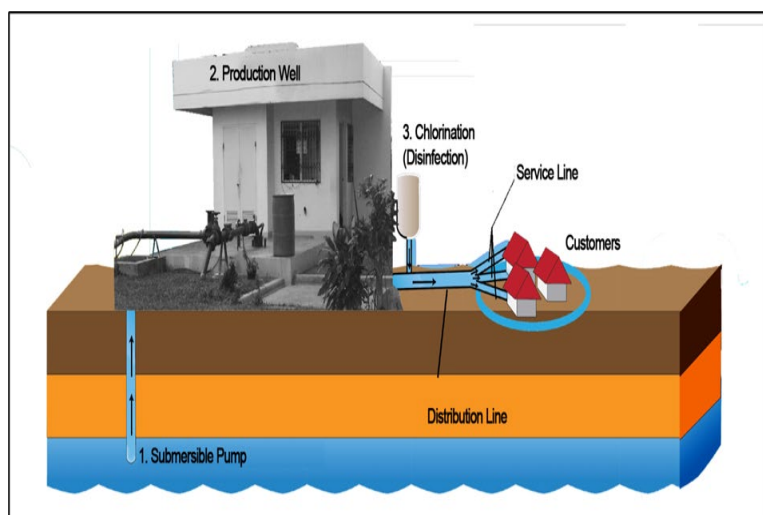 2. Production Well
3. Chlorination
(Disinfection)
Service Line
Customers
Distribution Line
1. Submersible Pump